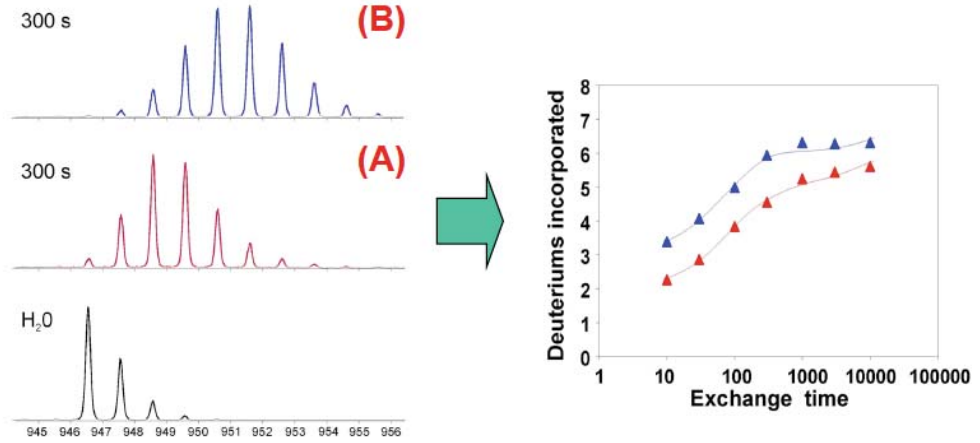 300 s
(B)
300 s
(A)
H₂0
945 946 947 948 949 950 951 952 953 954 955 956
8
7
6
5
4
3
2
1
0
Deuteriums incorporated
1 10 100 1000 10000 100000
Exchange time